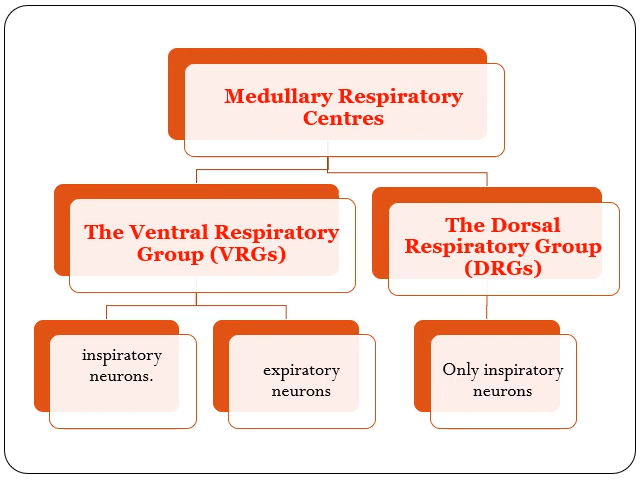 Medullary Respiratory
Centres
The Ventral Respiratory
Group (VRGs)
The Dorsal
Respiratory Group
(DRGs)
inspiratory
neurons.
expiratory
neurons
Only inspiratory
neurons